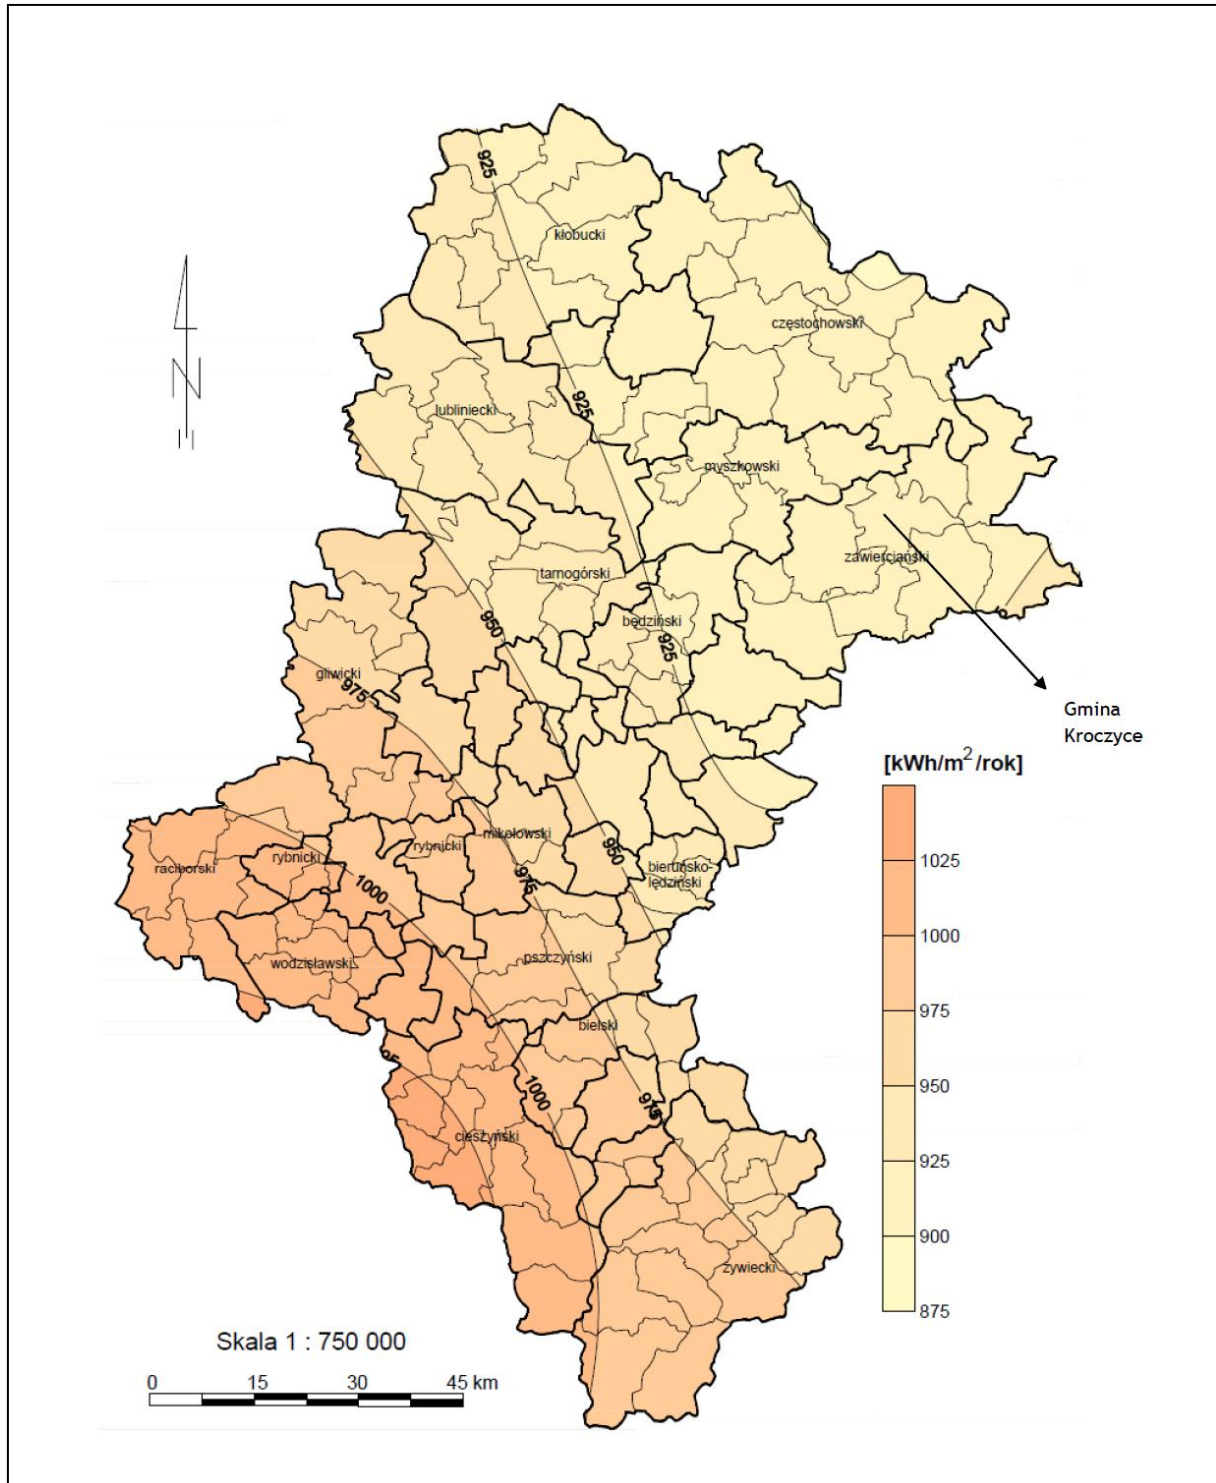 925
kłobucki
częstochowski
N
925
lubliniecki
myszkowski
zawierciański
tarnogórski
950
będziński
925
gliwicki
975
Gmina
Kroczyce
[kWh/m²/rok]
mikołowski
rybnicki
950
rybnicki
1025
raciborski
bieruńsko-
lędziński
975
1000
1000
pszczyński
wodzisławski
975
bielski
950
1000
975
cieszyński
925
900
żywiecki
875
Skala 1 : 750 000
0 15 30 45 km